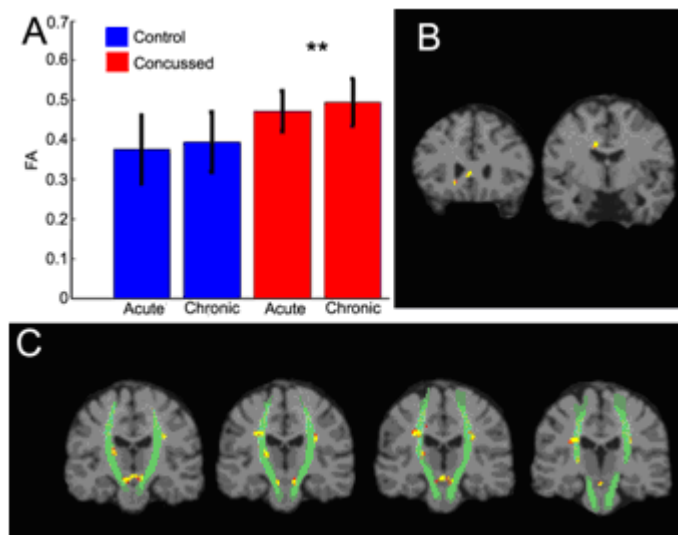 A
0.7
0.6
0.5
0.4
0.3
0.2
0.1
0
FA
Control
Concussed
**
Acute
Chronic
Acute
Chronic
B
C